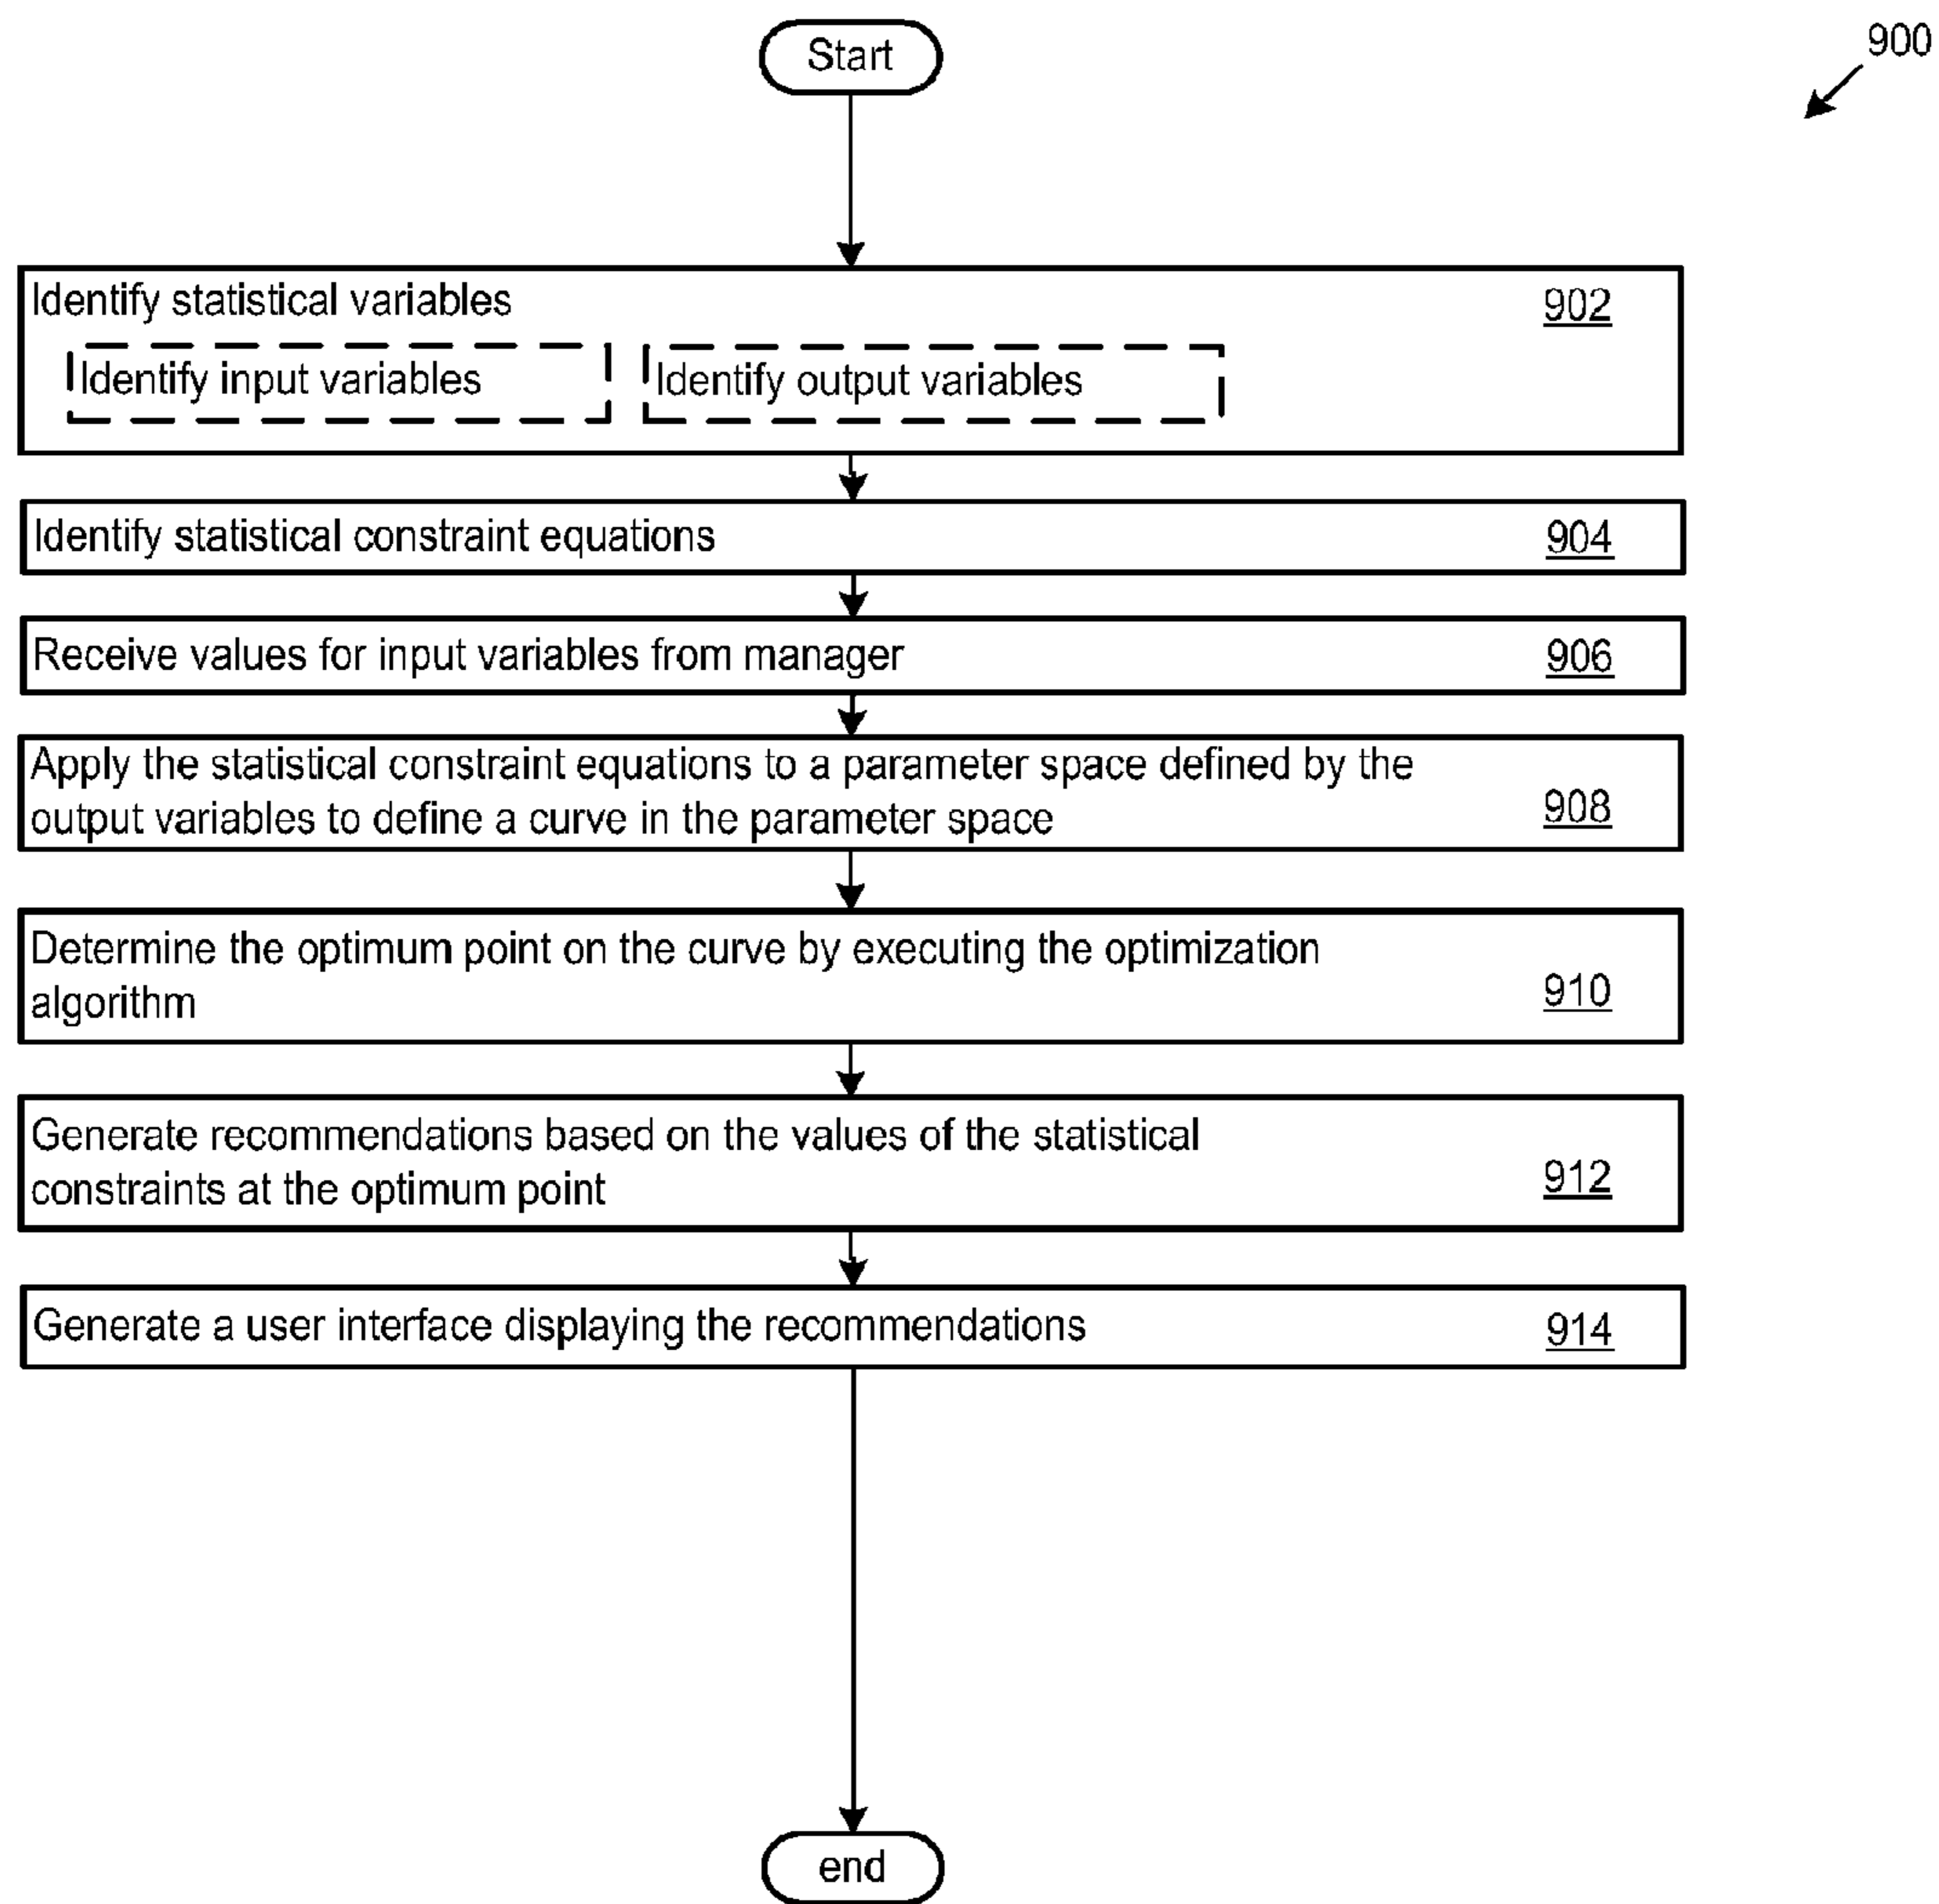 Start
900
Identify statistical variables
902
Identify input variables
Identify output variables
Identify statistical constraint equations
904
Receive values for input variables from manager
906
Apply the statistical constraint equations to a parameter space defined by the
output variables to define a curve in the parameter space
908
Determine the optimum point on the curve by executing the optimization
algorithm
910
Generate recommendations based on the values of the statistical
constraints at the optimum point
912
Generate a user interface displaying the recommendations
914
end